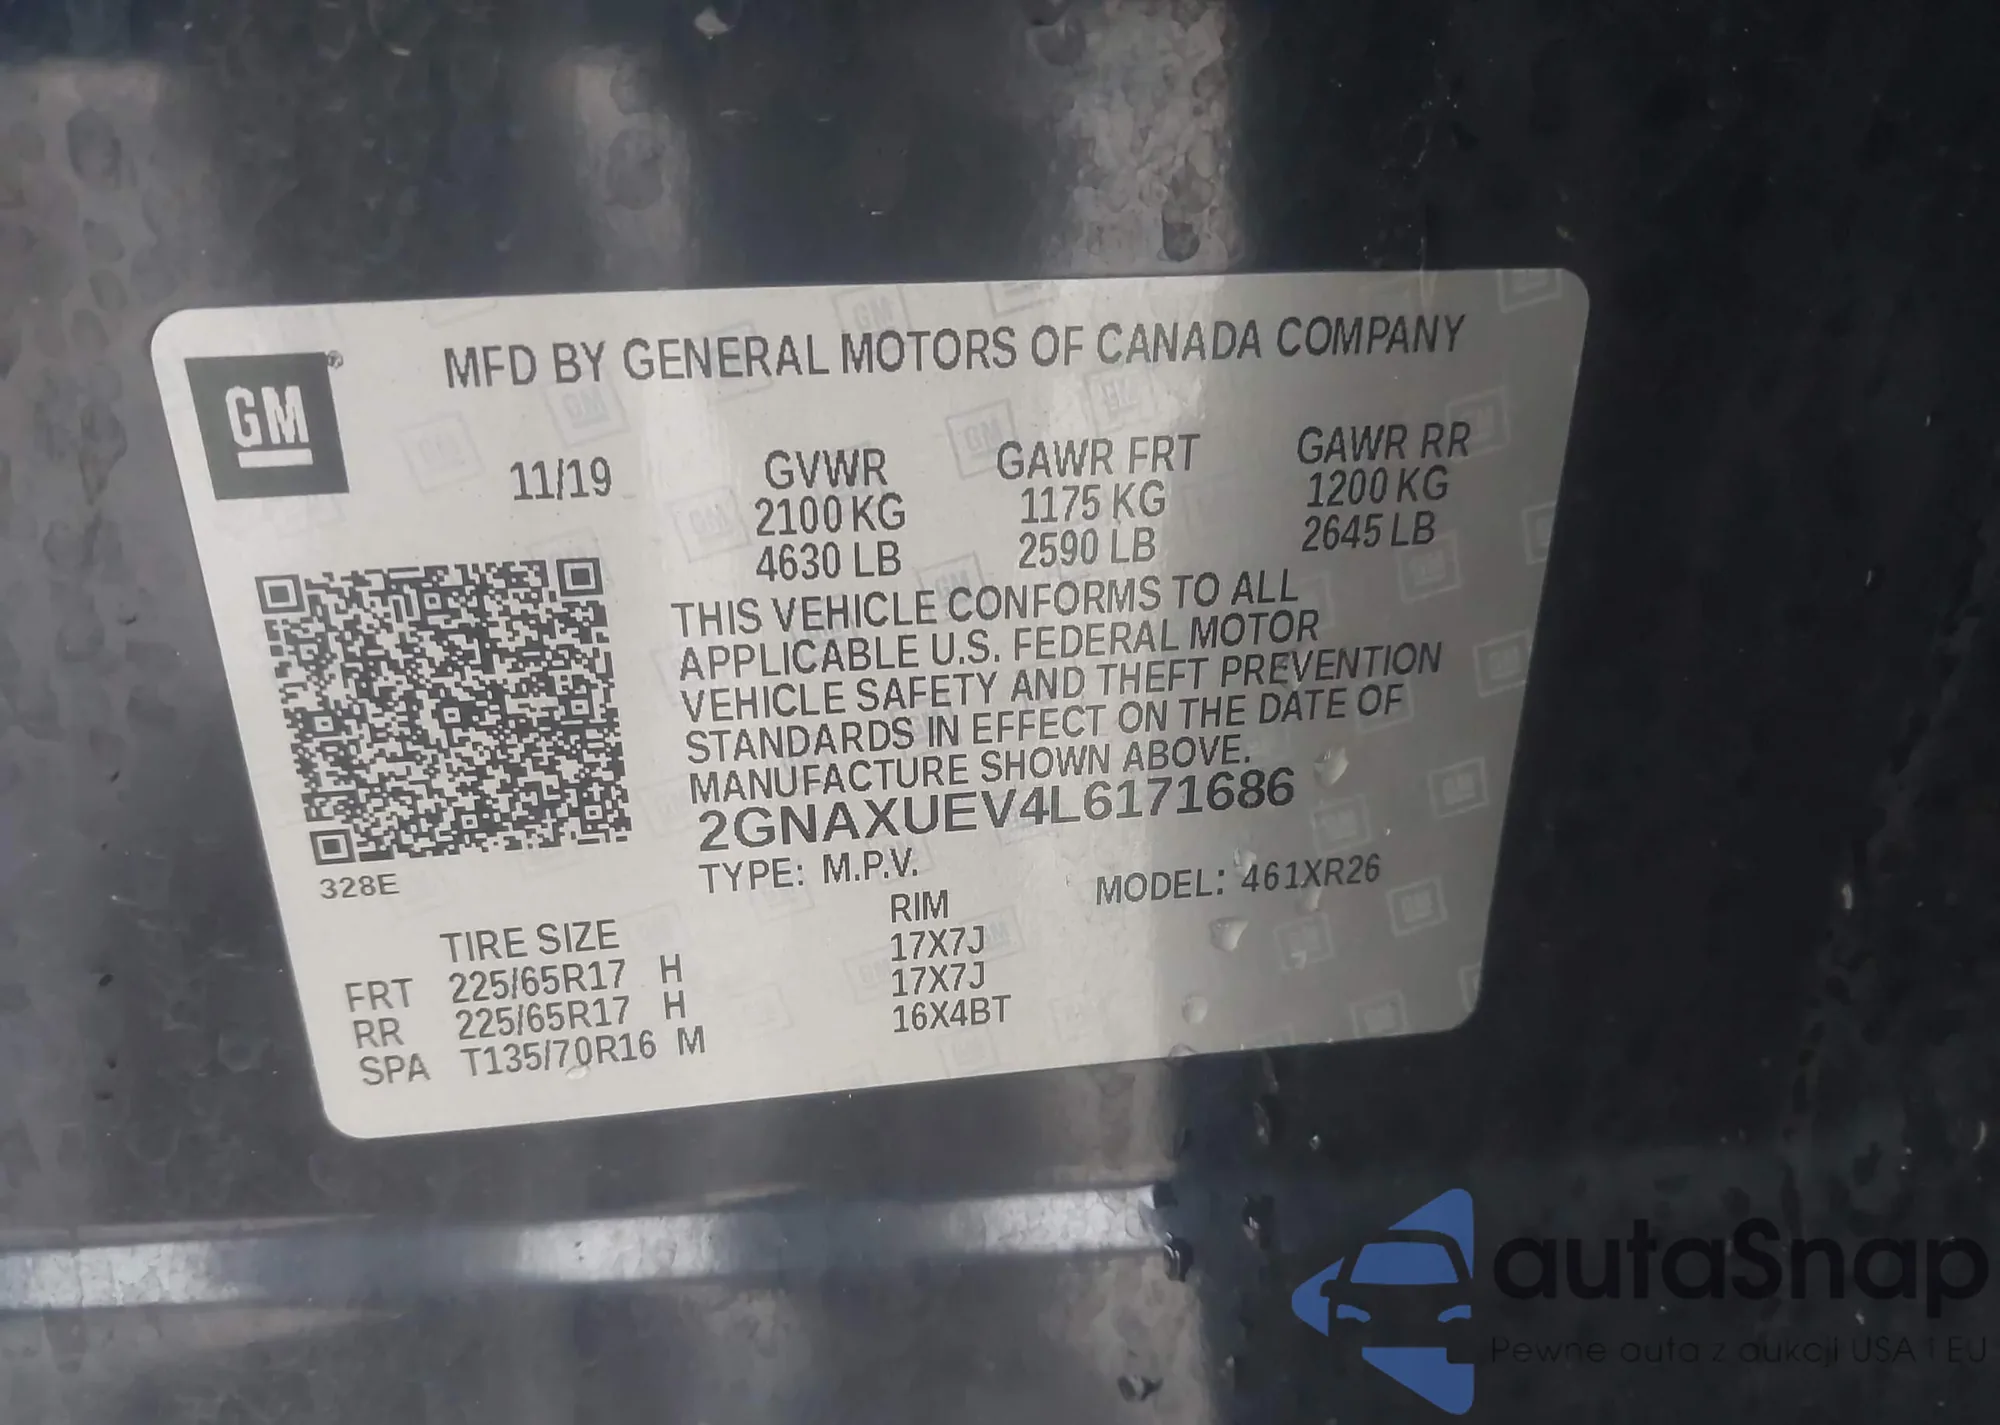 GM®
MFD BY GENERAL MOTORS OF CANADA COMPANY
11/19
GVWR GAWR FRT GAWR RR
2100 KG 1175 KG 1200 KG
4630 LB 2590 LB 2645 LB
THIS VEHICLE CONFORMS TO ALL
APPLICABLE U.S. FEDERAL MOTOR
VEHICLE SAFETY AND THEFT PREVENTION
STANDARDS IN EFFECT ON THE DATE OF
MANUFACTURE SHOWN ABOVE.
2GNAXUEV4L6171686
TYPE: M.P.V. MODEL: 461XR26
328E
TIRE SIZE RIM
FRT 225/65R17 H 17X7J
RR 225/65R17 H 17X7J
SPA T135/70R16 M 16X4BT
autaSnap
Pewne auta z aukcji USA i EU